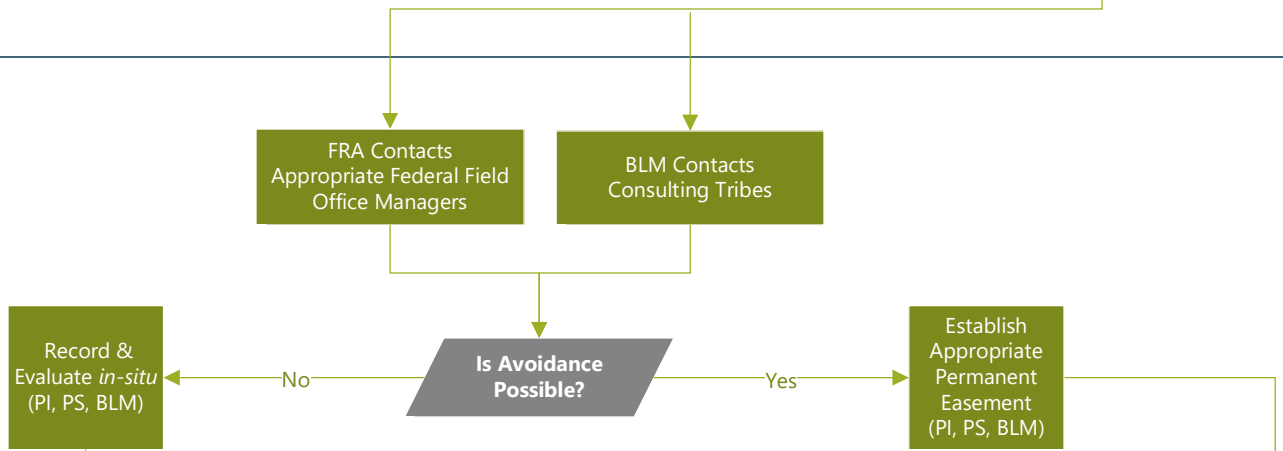 FRA Contacts
Appropriate Federal Field
Office Managers
BLM Contacts
Consulting Tribes
Record &
Evaluate in-situ
(PI, PS, BLM)
No
Is Avoidance
Possible?
Yes
Establish
Appropriate
Permanent
Easement
(PI, PS, BLM)